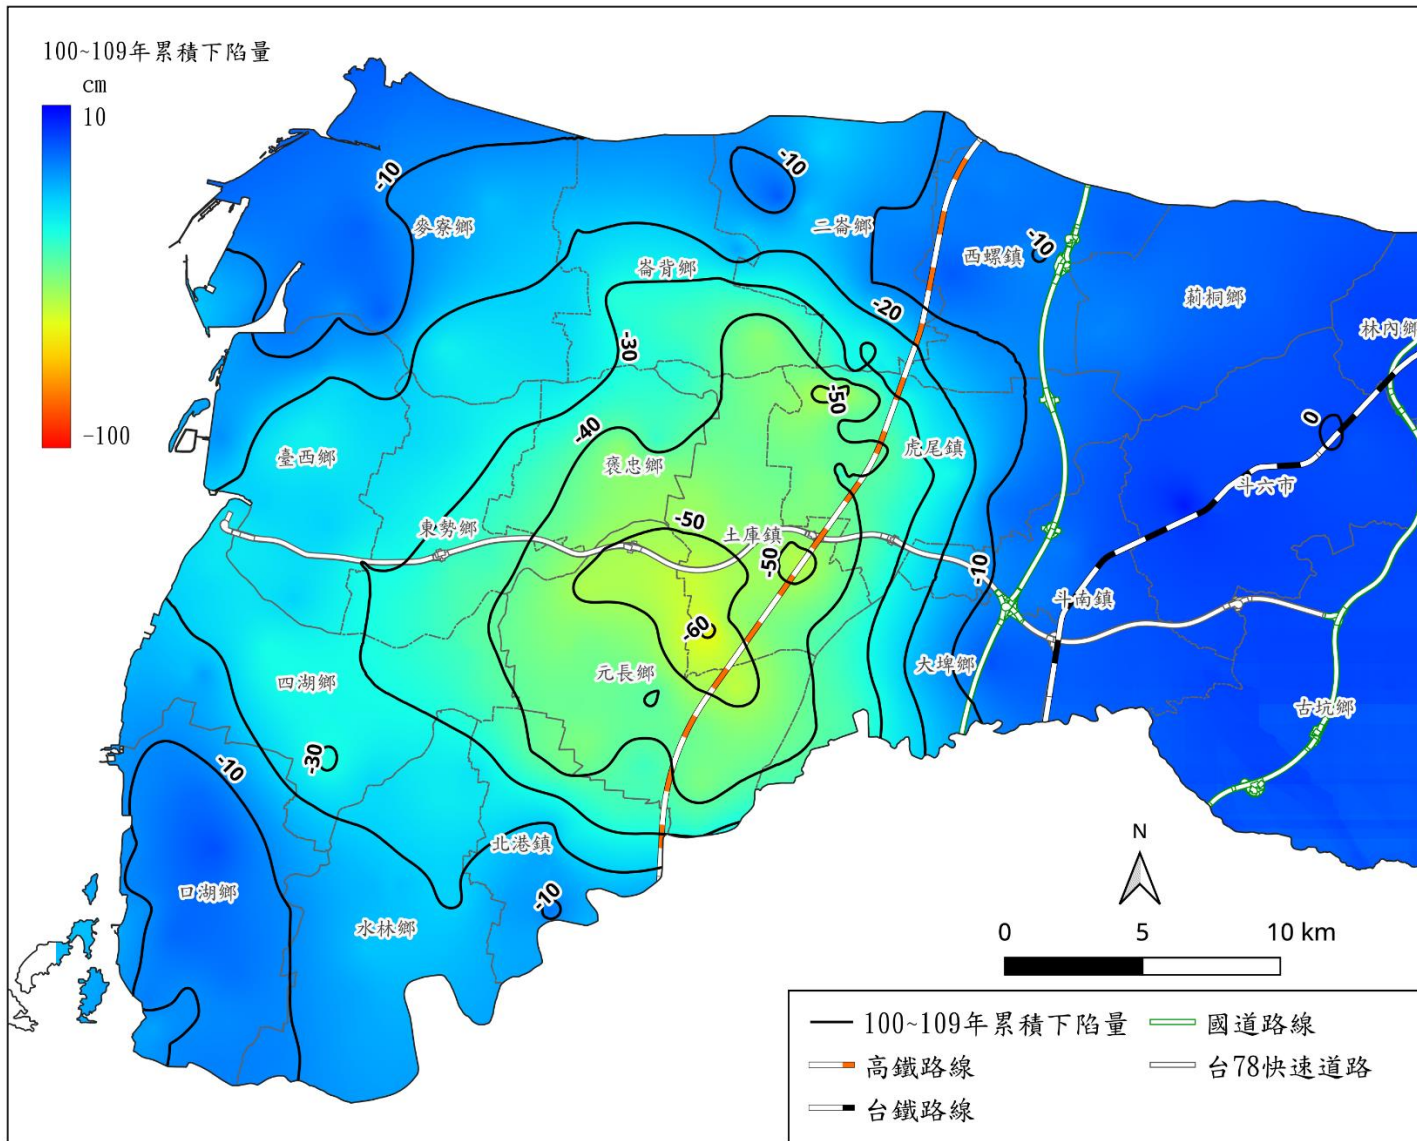 100~109年累積下陷量
cm
10
-100
-10
-10
麥寮鄉
二崙鄉
西螺鎮
-10
崙背鄉
莿桐鄉
-20
林內鄉
-30
-50
0
-40
臺西鄉
褒忠鄉
虎尾鎮
斗六市
東勢鄉
-50
土庫鎮
-50
-10
斗南鎮
-60
四湖鄉
元長鄉
大埤鄉
古坑鄉
-30
-10
北港鎮
N
口湖鄉
-10
水林鄉
0 5 10 km
100~109年累積下陷量
國道路線
高鐵路線
台78快速道路
台鐵路線